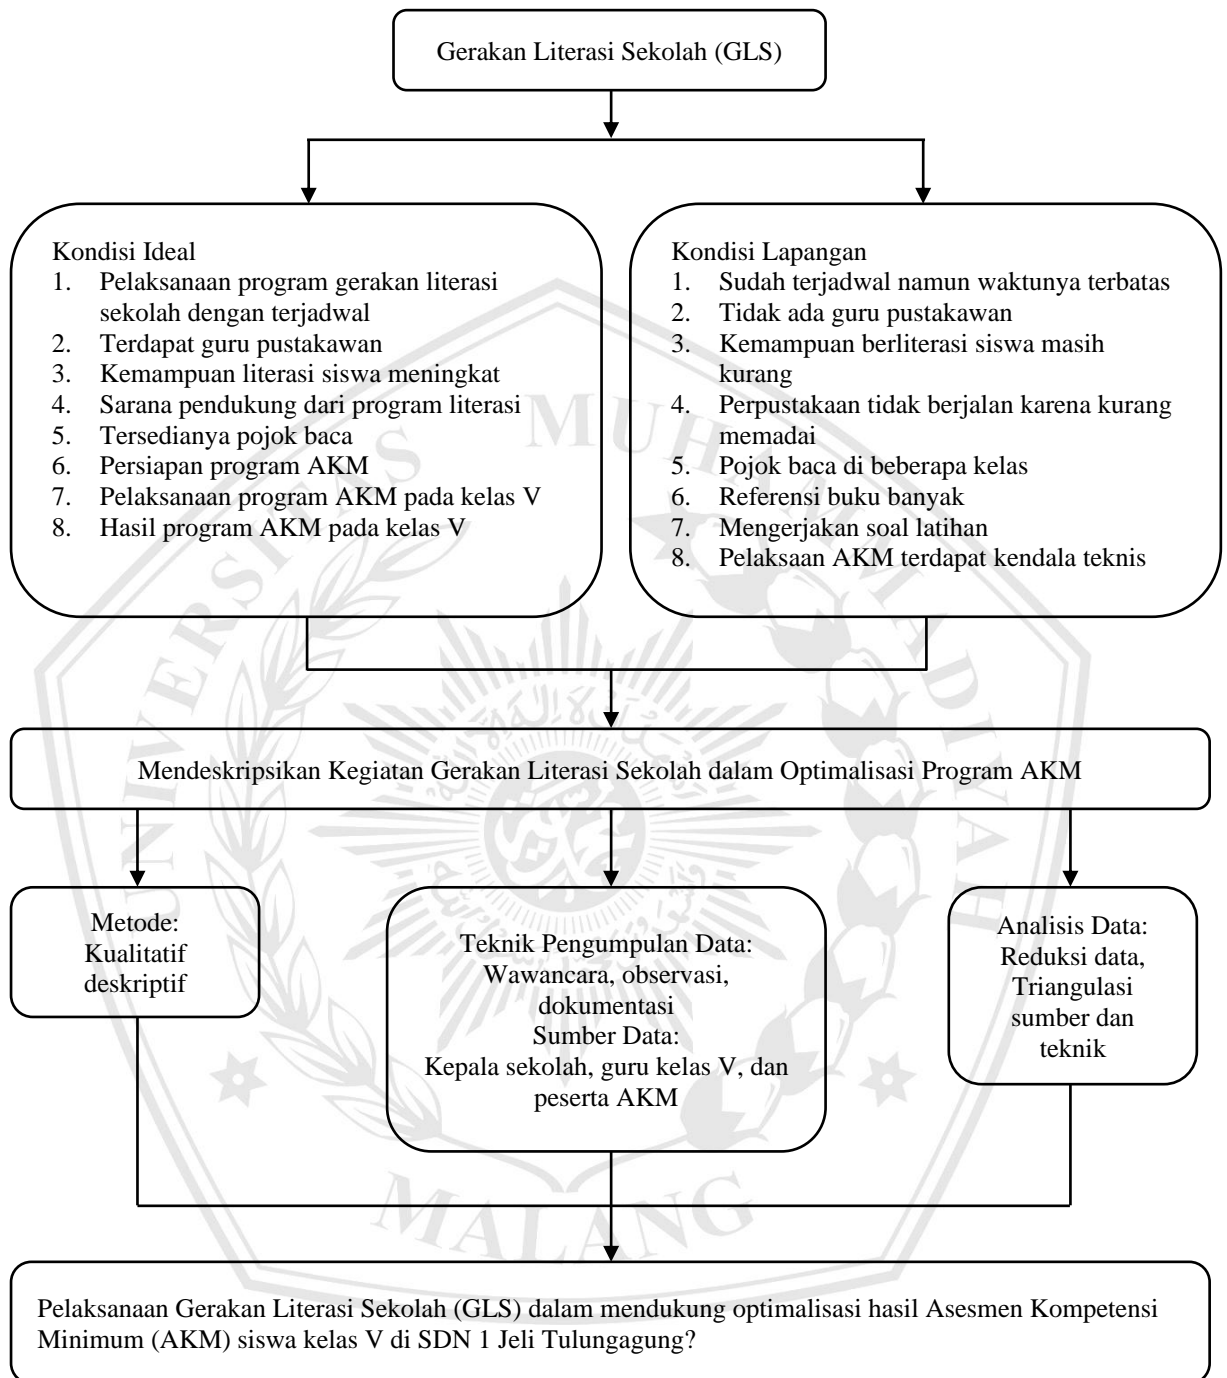 Gerakan Literasi Sekolah (GLS)
Kondisi Ideal
1. Pelaksanaan program gerakan literasi
sekolah dengan terjadwal
2. Terdapat guru pustakawan
3. Kemampuan literasi siswa meningkat
4. Sarana pendukung dari program literasi
5. Tersedianya pojok baca
6. Persiapan program AKM
7. Pelaksanaan program AKM pada kelas V
8. Hasil program AKM pada kelas V
Kondisi Lapangan
1. Sudah terjadwal namun waktunya terbatas
2. Tidak ada guru pustakawan
3. Kemampuan berliterasi siswa masih
kurang
4. Perpustakaan tidak berjalan karena kurang
memadai
5. Pojok baca di beberapa kelas
6. Referensi buku banyak
7. Mengerjakan soal latihan
8. Pelaksaan AKM terdapat kendala teknis
Mendeskripsikan Kegiatan Gerakan Literasi Sekolah dalam Optimalisasi Program AKM
Metode:
Kualitatif
deskriptif
Teknik Pengumpulan Data:
Wawancara, observasi,
dokumentasi
Sumber Data:
Kepala sekolah, guru kelas V, dan
peserta AKM
Analisis Data:
Reduksi data,
Triangulasi
sumber dan
teknik
Pelaksanaan Gerakan Literasi Sekolah (GLS) dalam mendukung optimalisasi hasil Asesmen Kompetensi
Minimum (AKM) siswa kelas V di SDN 1 Jeli Tulungagung?
UNIVERSITAS MUHAMMADIYAH
MALANG